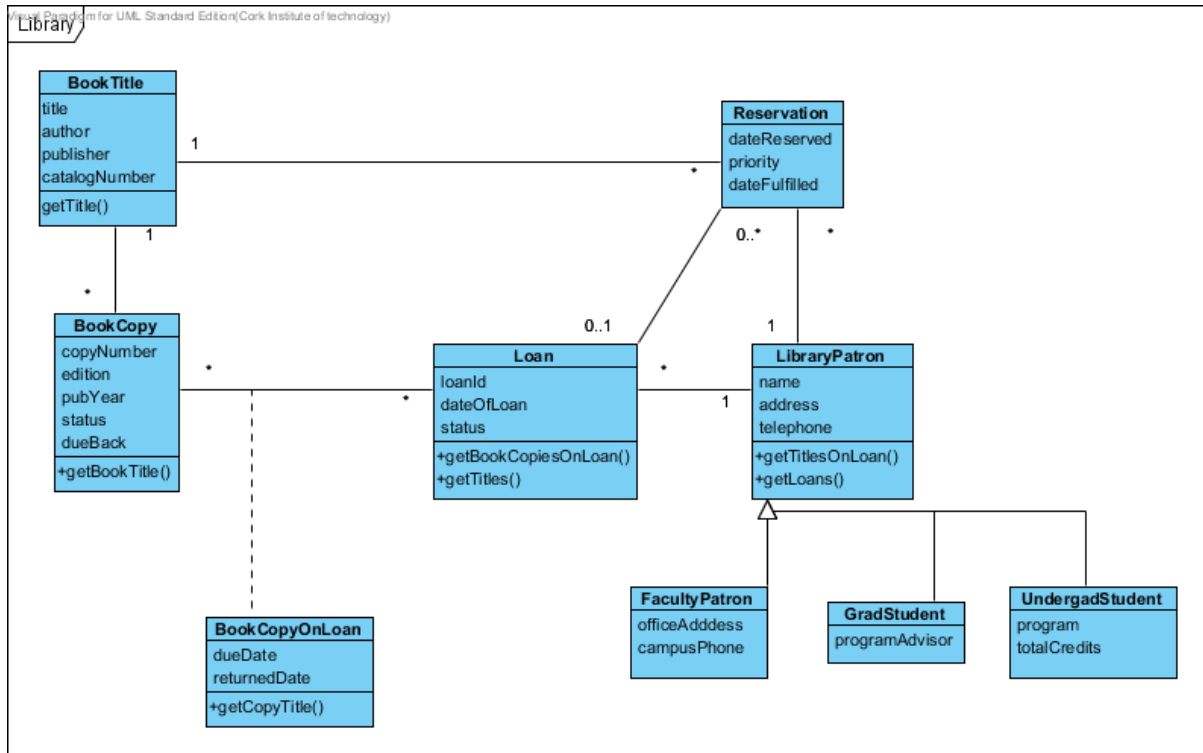 Visual Paradigm for UML Standard Edition(Cork Institute of technology)
Library
BookTitle
title
author
publisher
catalogNumber
getTitle()
1
*
Reservation
dateReserved
priority
dateFulfilled
1
*
0..*
*
0..1
1
BookCopy
copyNumber
edition
pubYear
status
dueBack
+getBookTitle()
*
*
Loan
loanId
dateOfLoan
status
+getBookCopiesOnLoan()
+getTitles()
*
1
LibraryPatron
name
address
telephone
+getTitlesOnLoan()
+getLoans()
BookCopyOnLoan
dueDate
returnedDate
+getCopyTitle()
FacultyPatron
officeAdddess
campusPhone
GradStudent
programAdvisor
UndergadStudent
program
totalCredits